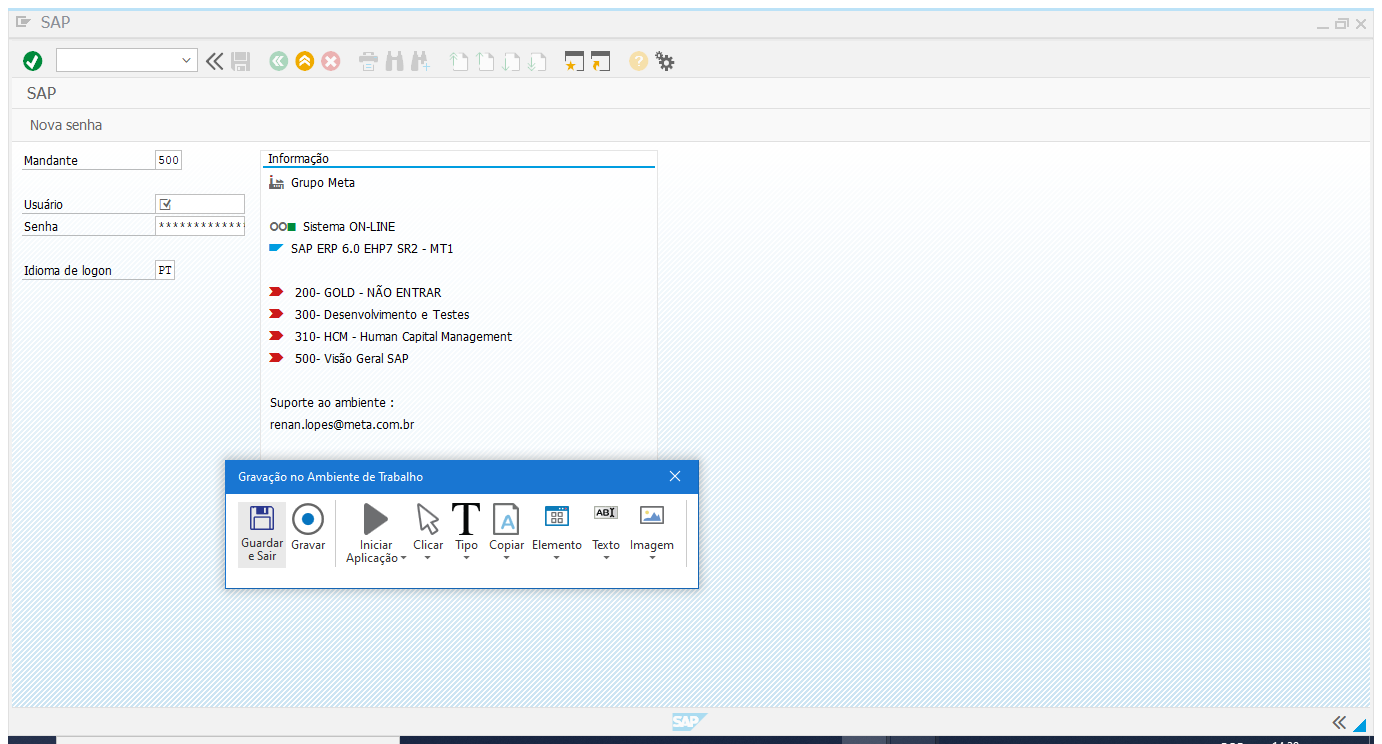 SAP
SAP
Nova senha
Mandante 500
Usuário
Senha *************
Idioma de logon PT
Informação
Grupo Meta
Sistema ON-LINE
SAP ERP 6.0 EHP7 SR2 - MT1
200- GOLD - NÃO ENTRAR
300- Desenvolvimento e Testes
310- HCM - Human Capital Management
500- Visão Geral SAP
Suporte ao ambiente :
renan.lopes@meta.com.br
Gravação no Ambiente de Trabalho
Guardar e Sair
Gravar
Iniciar Aplicação
Clicar
T
Tipo
A
Copiar
Elemento
ABI
Texto
Imagem
SAP